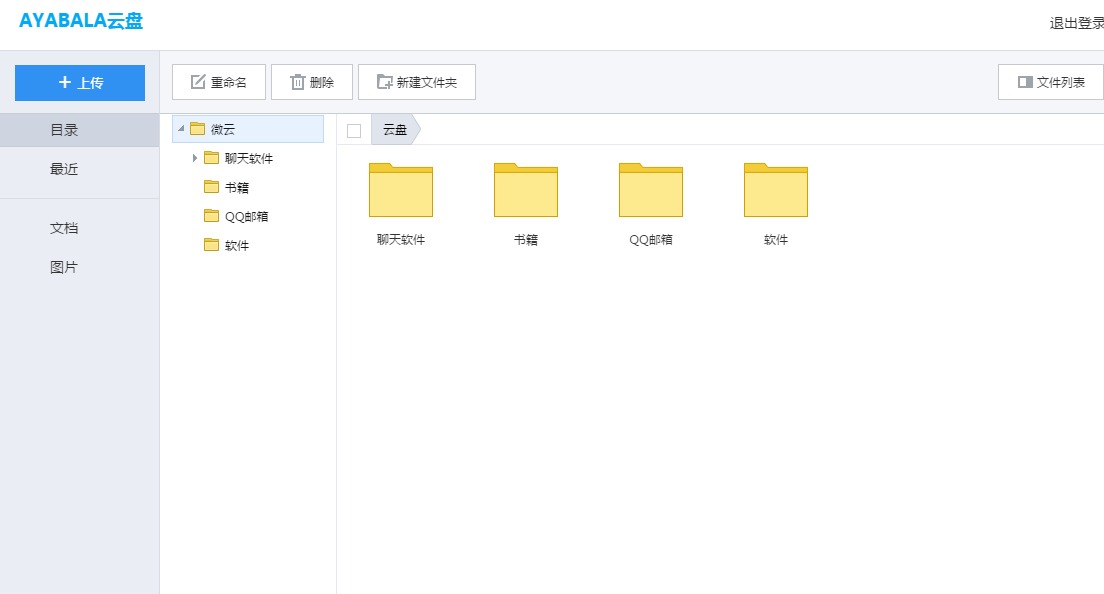 AYABALA云盘
退出登录
上传
重命名
删除
新建文件夹
文件列表
目录
最近
文档
图片
微云
聊天软件
书籍
QQ邮箱
软件
云盘
聊天软件
书籍
QQ邮箱
软件